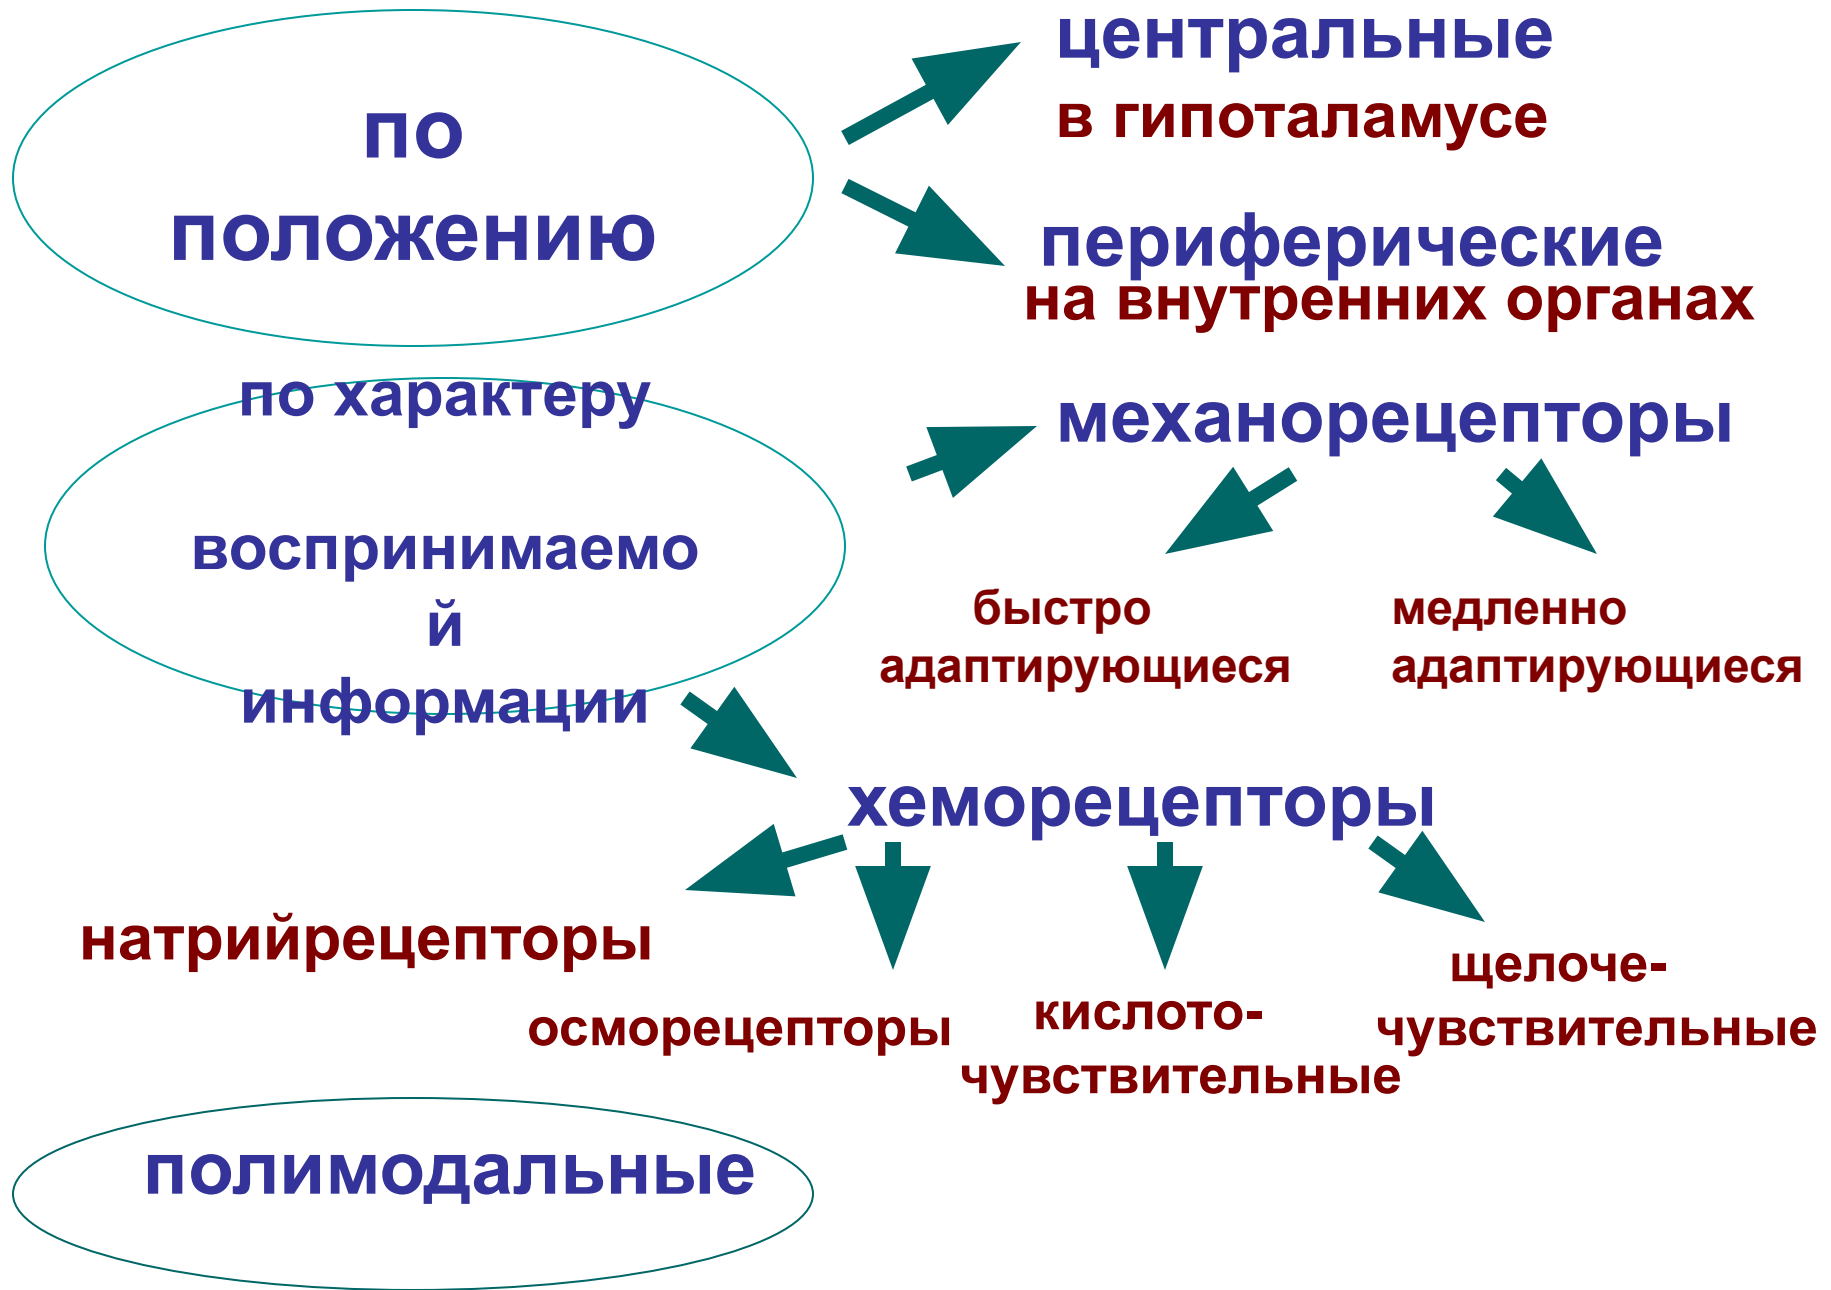 по
положению
центральные
в гипоталамусе
периферические
на внутренних органах
по характеру
воспринимаемо
й
информации
механорецепторы
быстро
адаптирующиеся
медленно
адаптирующиеся
хеморецепторы
натрийрецепторы
осморецепторы
кислото-
чувствительные
щелоче-
чувствительные
полимодальные